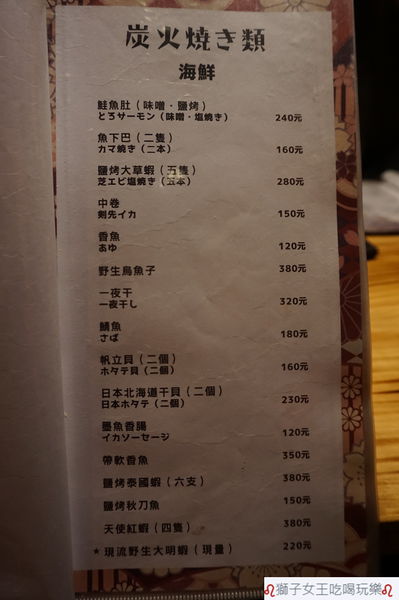 炭火燒き類
海鮮
鮭魚肚（味噌・鹽烤）
とろサーモン（味噌・塩焼き） 240元
魚下巴（二隻）
カマ焼き（二本） 160元
鹽烤大草蝦（五隻）
芝エビ塩焼き（五本） 280元
中卷
剣先イカ 150元
香魚
あゆ 120元
野生烏魚子 380元
一夜干
一夜干し 320元
鯖魚
さば 180元
帆立貝（二個）
ホタテ貝（二個） 160元
日本北海道干貝（二個）
日本ホタテ（二個） 230元
墨魚香腸
イカソーセージ 120元
帶軟香魚 350元
鹽烤泰國蝦（六支） 380元
鹽烤秋刀魚 150元
天使紅蝦（四隻） 380元
★現流野生大明蝦（現量） 220元
獅子女王吃喝玩樂